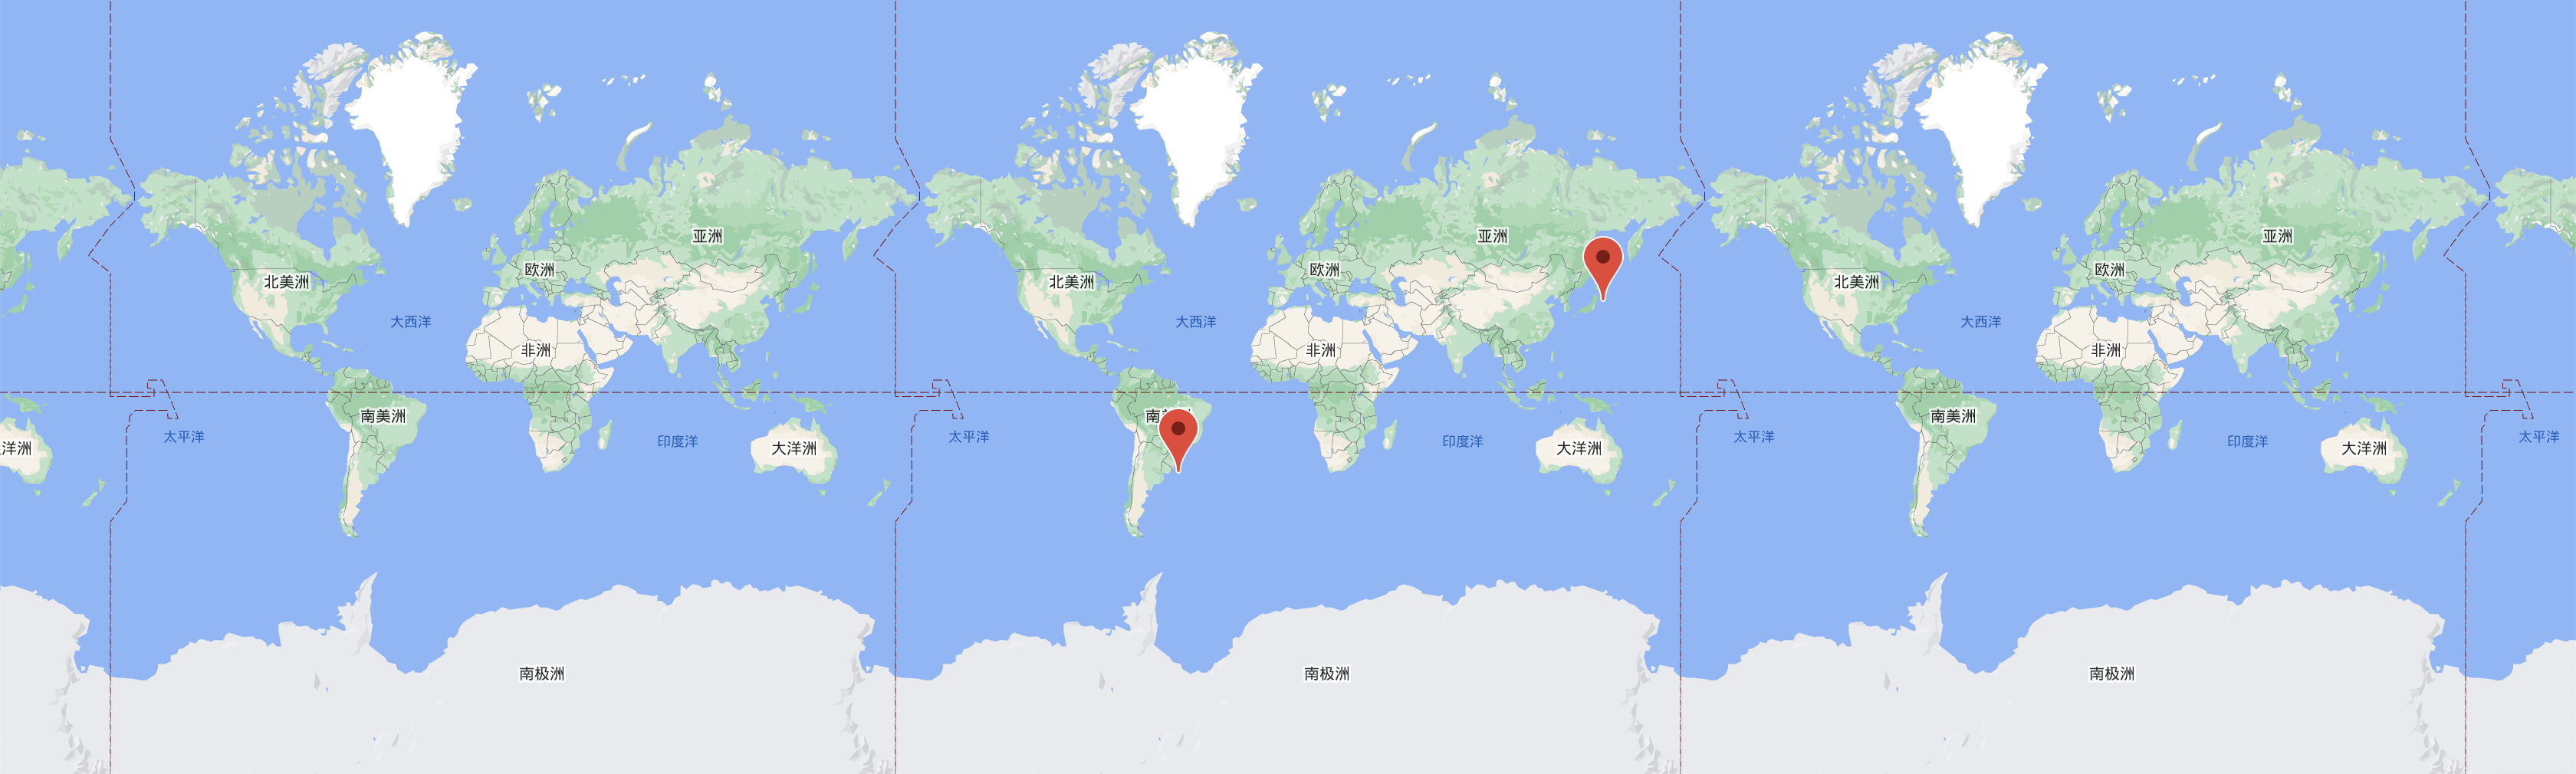 亚洲
亚洲
亚洲
欧洲
欧洲
欧洲
北美洲
北美洲
北美洲
大西洋
大西洋
大西洋
非洲
非洲
非洲
南美洲
南美洲
太平洋
太平洋
太平洋
太平洋
印度洋
印度洋
印度洋
洋洲
大洋洲
大洋洲
大洋洲
南极洲
南极洲
南极洲